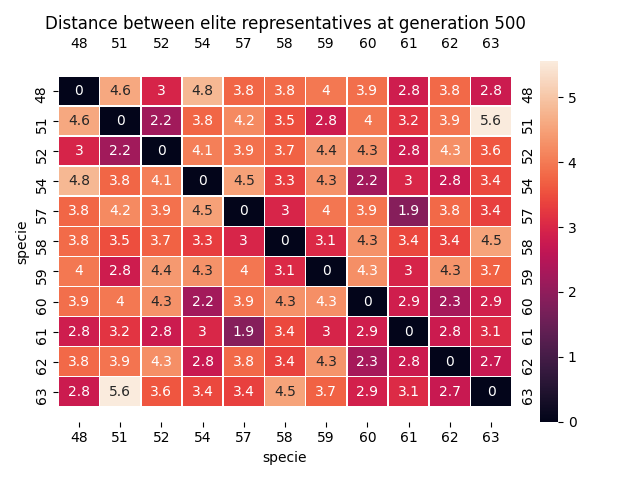 Distance between elite representatives at generation 500
48 51 52 54 57 58 59 60 61 62 63
48 0 4.6 3 4.8 3.8 3.8 4 3.9 2.8 3.8 2.8 48
51 4.6 0 2.2 3.8 4.2 3.5 2.8 4 3.2 3.9 5.6 51
52 3 2.2 0 4.1 3.9 3.7 4.4 4.3 2.8 4.3 3.6 52
54 4.8 3.8 4.1 0 4.5 3.3 4.3 2.2 3 2.8 3.4 54
57 3.8 4.2 3.9 4.5 0 3 4 3.9 1.9 3.8 3.4 57
58 3.8 3.5 3.7 3.3 3 0 3.1 4.3 3.4 3.4 4.5 58
59 4 2.8 4.4 4.3 4 3.1 0 4.3 3 4.3 3.7 59
60 3.9 4 4.3 2.2 3.9 4.3 4.3 0 2.9 2.3 2.9 60
61 2.8 3.2 2.8 3 1.9 3.4 3 2.9 0 2.8 3.1 61
62 3.8 3.9 4.3 2.8 3.8 3.4 4.3 2.3 2.8 0 2.7 62
63 2.8 5.6 3.6 3.4 3.4 4.5 3.7 2.9 3.1 2.7 0 63
48 51 52 54 57 58 59 60 61 62 63
specie
specie
5
4
3
2
1
0